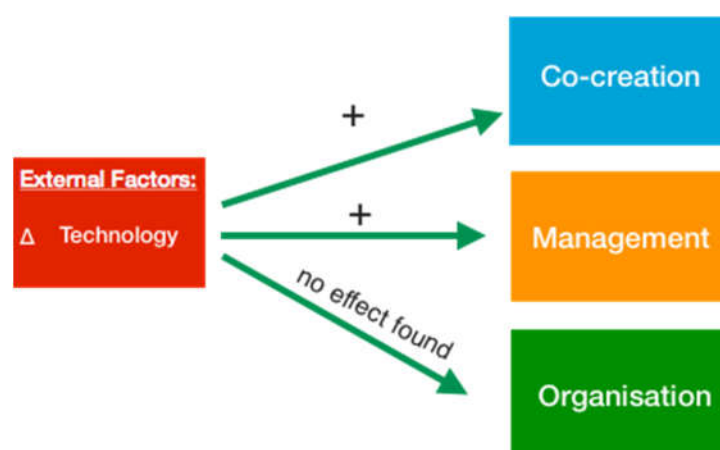 Co-creation
+
External Factors:
Δ Technology
+
Management
no effect found
Organisation